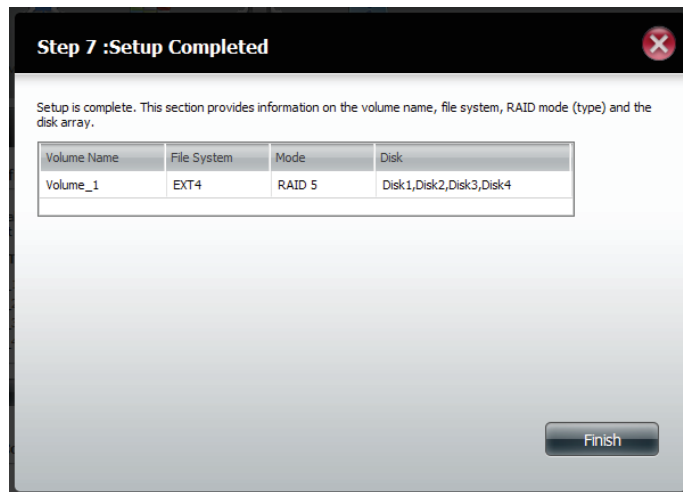 Step 7 :Setup Completed
Setup is complete. This section provides information on the volume name, file system, RAID mode (type) and the
disk array.
Volume Name File System Mode Disk
Volume_1 EXT4 RAID 5 Disk1,Disk2,Disk3,Disk4
Finish